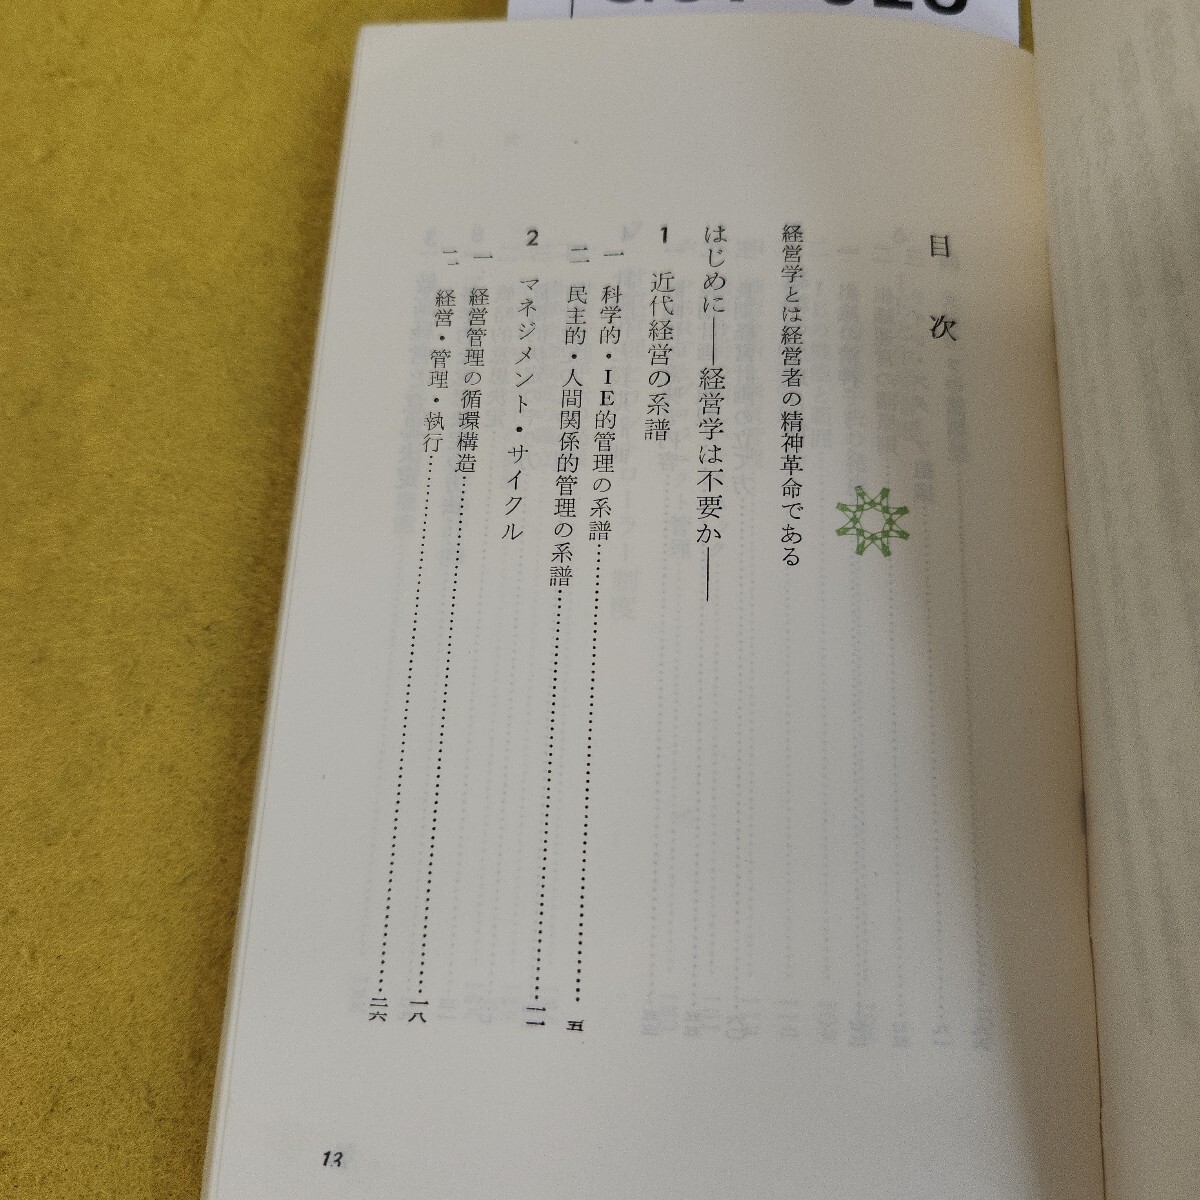 目次
経営学とは経営者の精神革命である
はじめに――経営学は不要か――
1 近代経営の系譜
一 科学的・IE的管理の系譜……五
二 民主的・人間関係的管理の系譜……一一
2 マネジメント・サイクル
一 経営管理の循環構造……一八
二 経営・管理・執行……二六
13